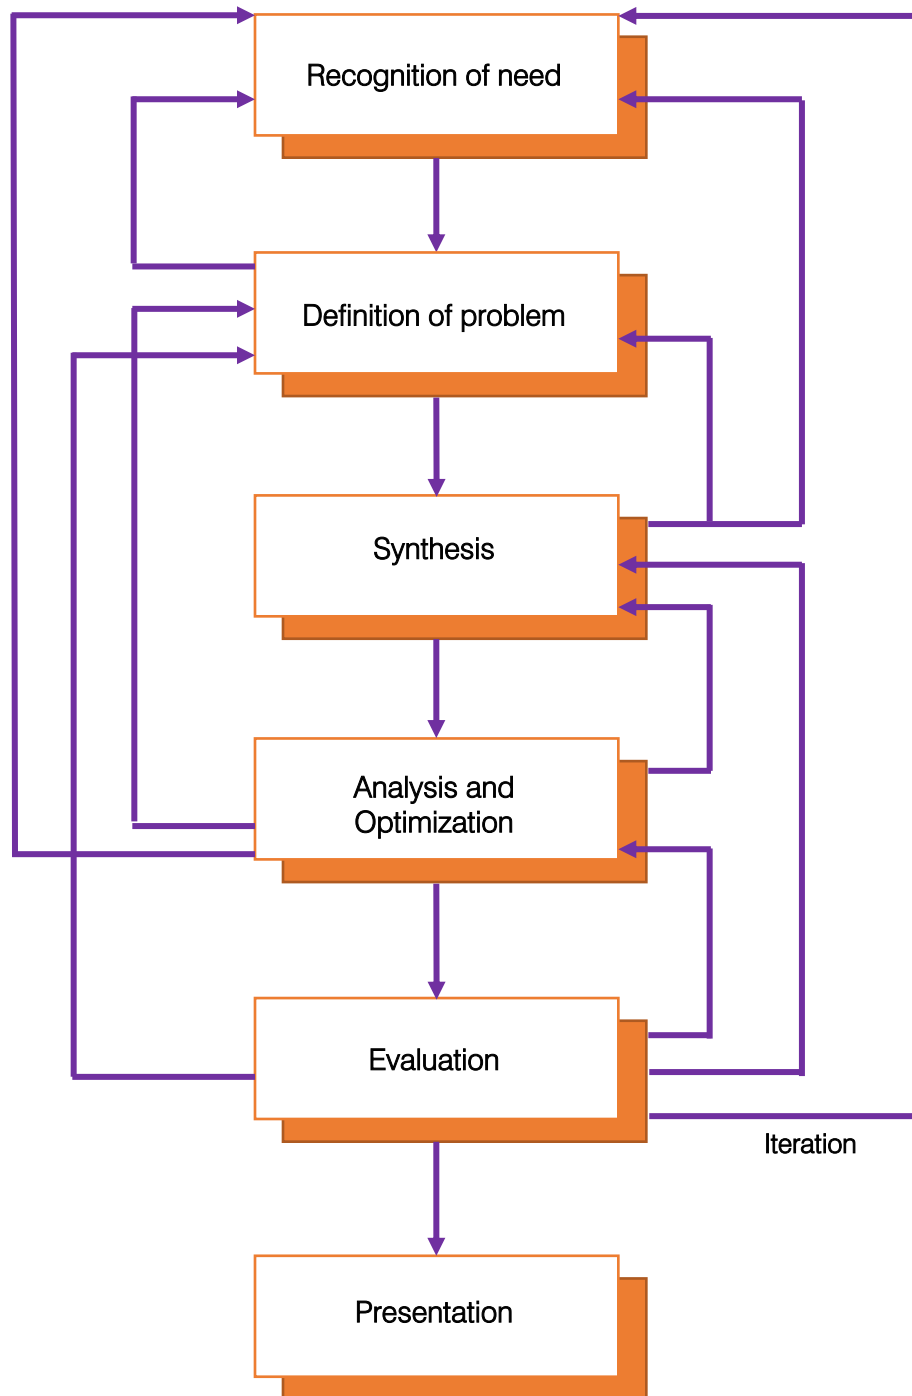 Recognition of need
Definition of problem
Synthesis
Analysis and
Optimization
Evaluation
Iteration
Presentation